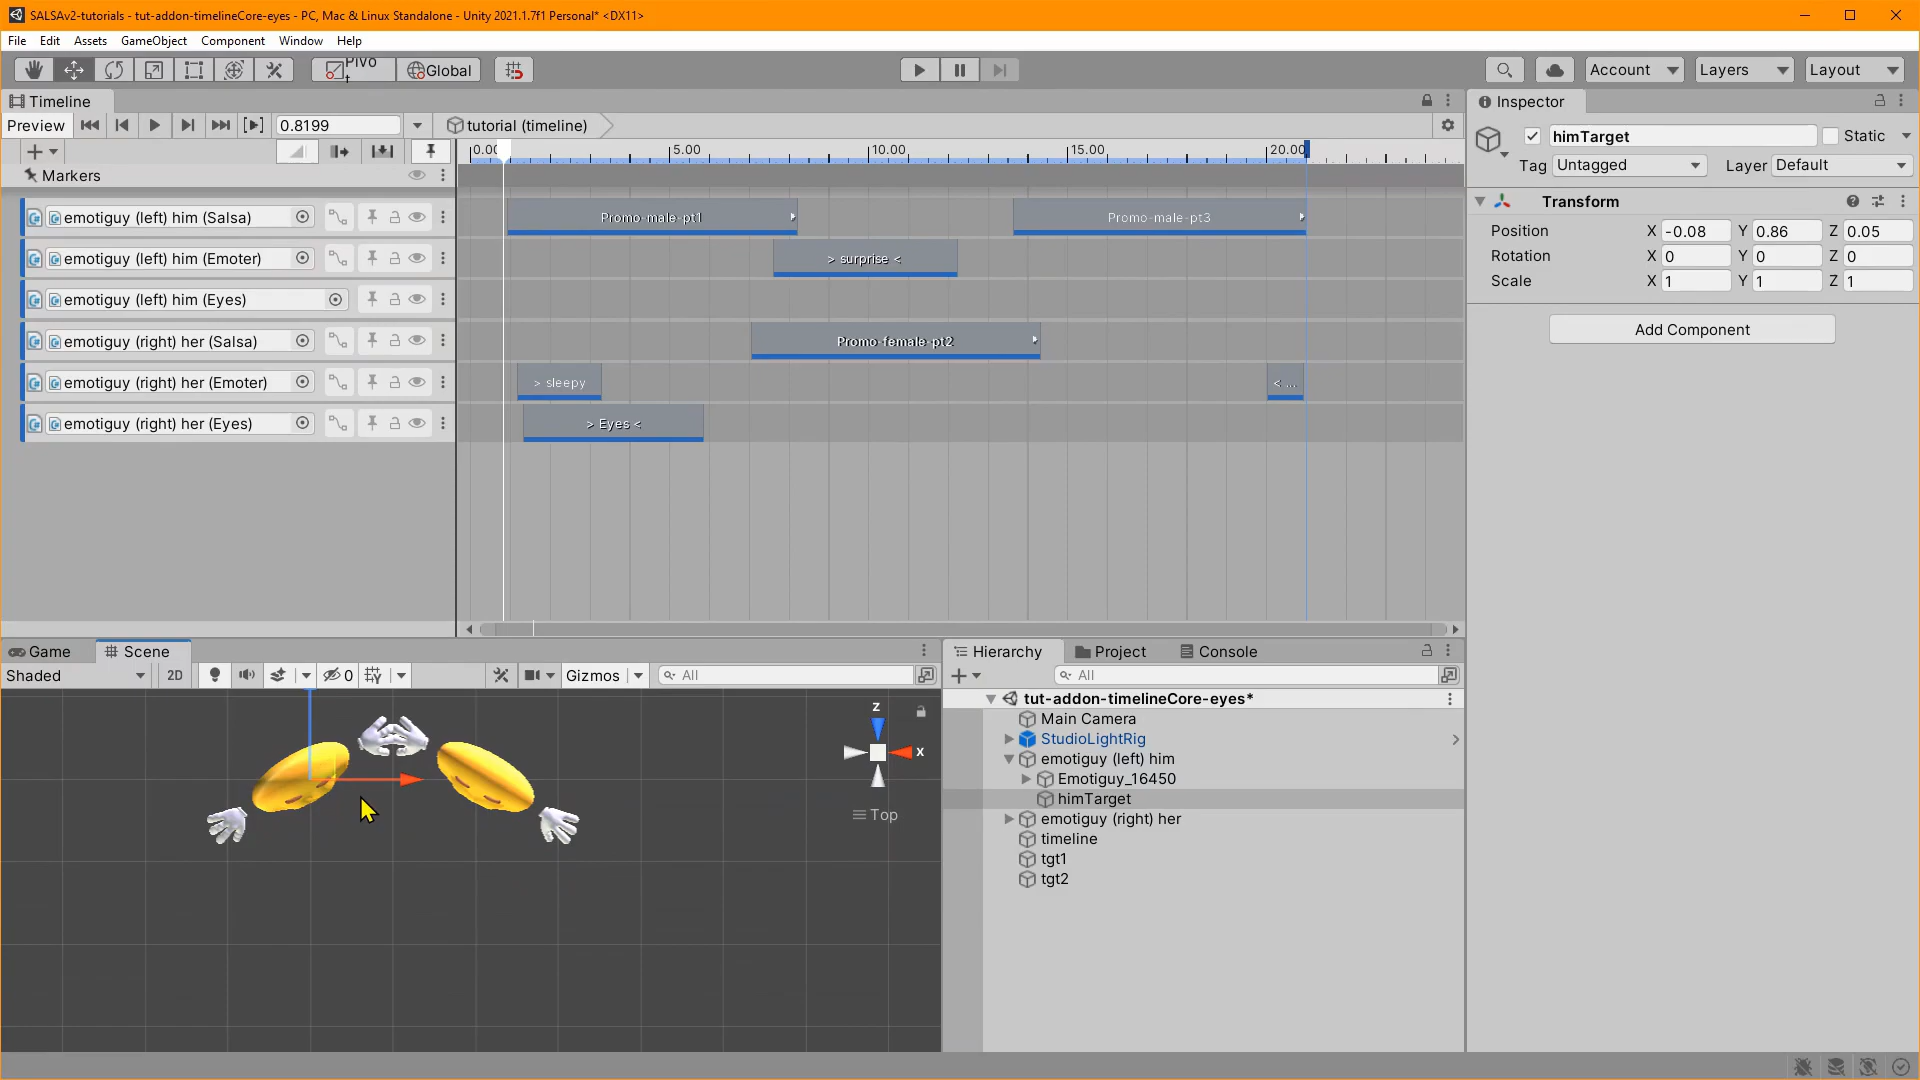 SALSAv2-tutorials - tut-addon-timelineCore-eyes - PC, Mac & Linux Standalone - Unity 2021.1.7f1 Personal* <DX11>
File Edit Assets GameObject Component Window Help
Pivot Global Account Layers Layout
Timeline
Preview 0.8199 tutorial (timeline)
0.00 5.00 10.00 15.00 20.00
Markers
emotiguy (left) him (Salsa) Promo-male-pt1 Promo-male-pt3
emotiguy (left) him (Emoter) > surprise <
emotiguy (left) him (Eyes)
emotiguy (right) her (Salsa) Promo-female-pt2
emotiguy (right) her (Emoter) > sleepy < ...
emotiguy (right) her (Eyes) > Eyes <
Inspector
himTarget Static
Tag Untagged Layer Default
Transform
Position X -0.08 Y 0.86 Z 0.05
Rotation X 0 Y 0 Z 0
Scale X 1 Y 1 Z 1
Add Component
Game Scene
Shaded 2D 0 Gizmos All
z
x
Top
Hierarchy Project Console
All
tut-addon-timelineCore-eyes*
Main Camera
StudioLightRig
emotiguy (left) him
Emotiguy_16450
himTarget
emotiguy (right) her
timeline
tgt1
tgt2